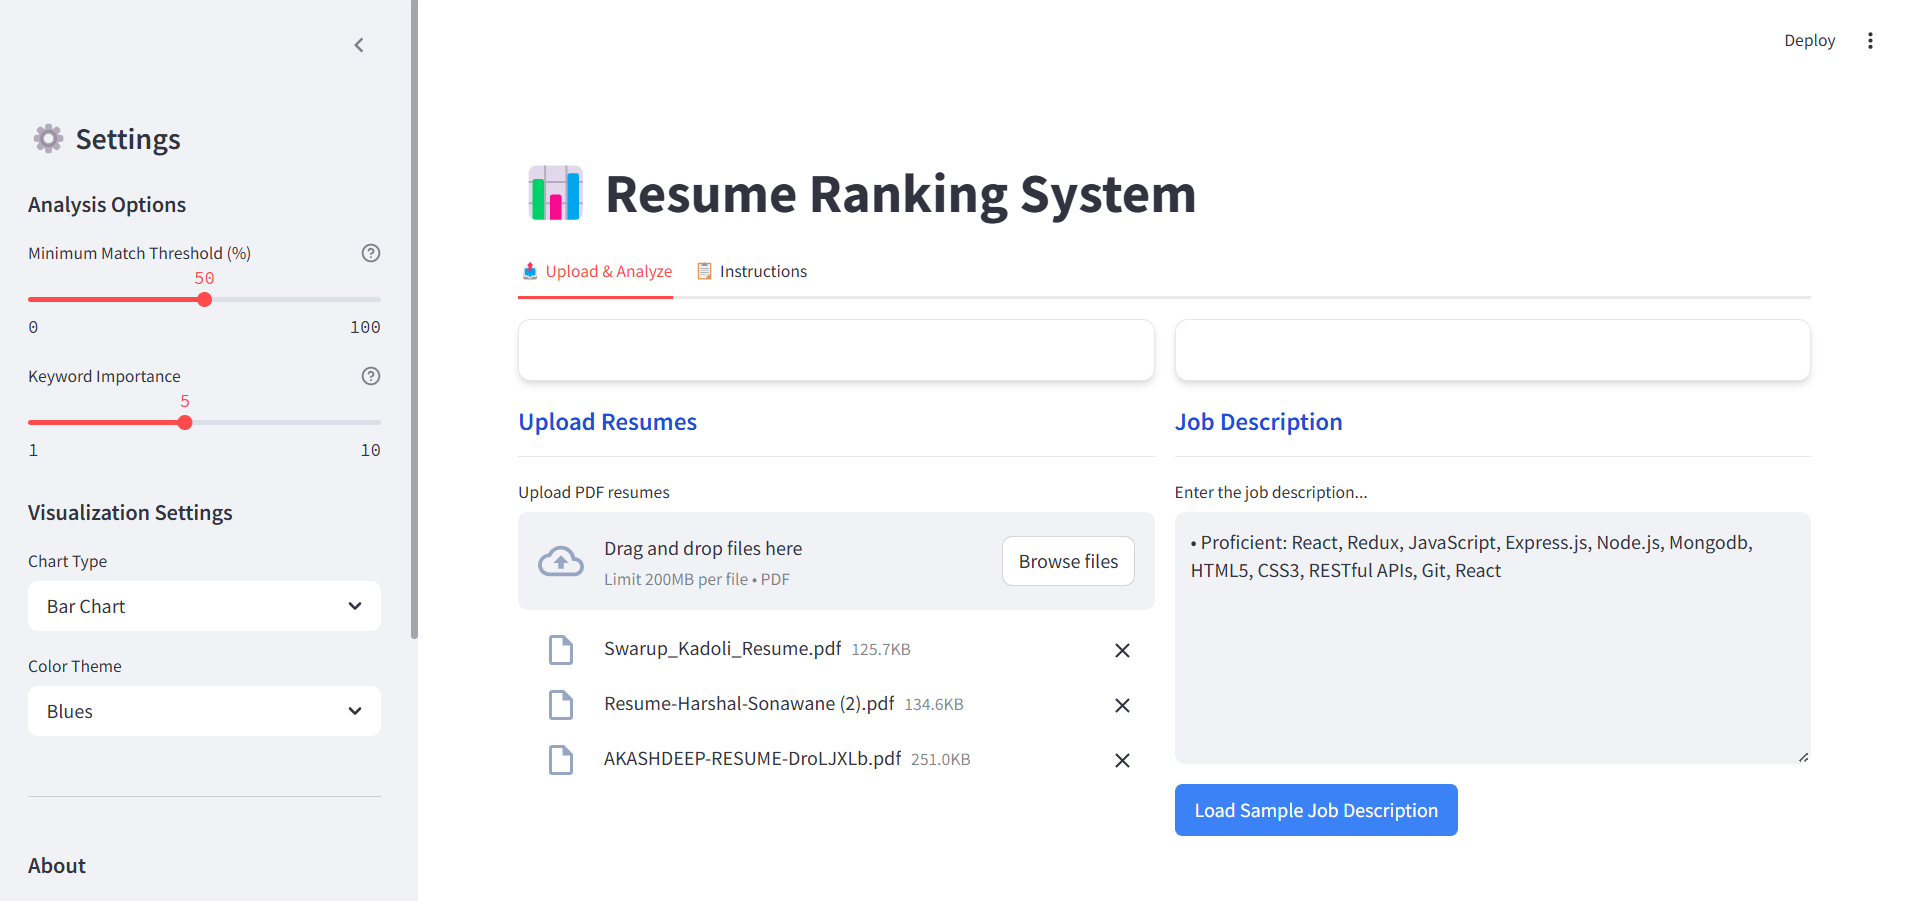 Deploy
Settings
Analysis Options
Minimum Match Threshold (%)
50
0 100
Keyword Importance
5
1 10
Visualization Settings
Chart Type
Bar Chart
Color Theme
Blues
About
Resume Ranking System
Upload & Analyze Instructions
Upload Resumes
Upload PDF resumes
Drag and drop files here
Limit 200MB per file • PDF
Browse files
Swarup_Kadoli_Resume.pdf 125.7KB
Resume-Harshal-Sonawane (2).pdf 134.6KB
AKASHDEEP-RESUME-DroLJXLb.pdf 251.0KB
Job Description
Enter the job description...
• Proficient: React, Redux, JavaScript, Express.js, Node.js, Mongodb,
HTML5, CSS3, RESTful APIs, Git, React
Load Sample Job Description